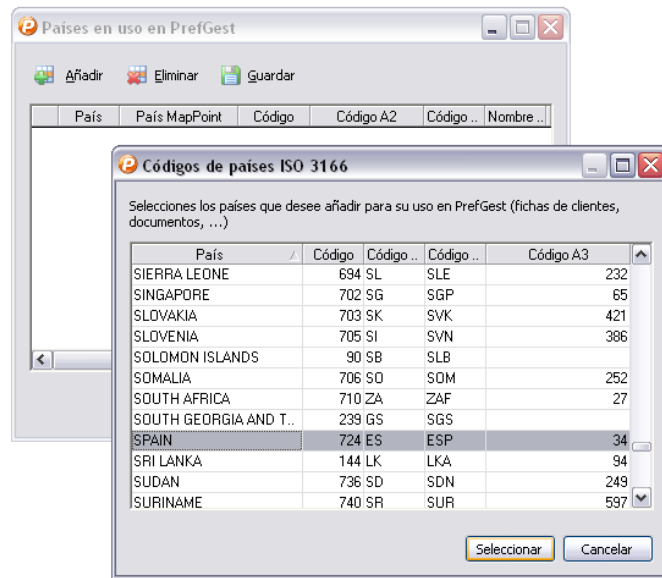 Países en uso en PrefGest
Añadir Eliminar Guardar
País País MapPoint Código Código A2 Código .. Nombre ..
Códigos de países ISO 3166
Selecciones los países que desee añadir para su uso en PrefGest (fichas de clientes,
documentos, ...)
País Código Código .. Código .. Código A3
SIERRA LEONE 694 SL SLE 232
SINGAPORE 702 SG SGP 65
SLOVAKIA 703 SK SVK 421
SLOVENIA 705 SI SVN 386
SOLOMON ISLANDS 90 SB SLB
SOMALIA 706 SO SOM 252
SOUTH AFRICA 710 ZA ZAF 27
SOUTH GEORGIA AND T.. 239 GS SGS
SPAIN 724 ES ESP 34
SRI LANKA 144 LK LKA 94
SUDAN 736 SD SDN 249
SURINAME 740 SR SUR 597
Seleccionar Cancelar